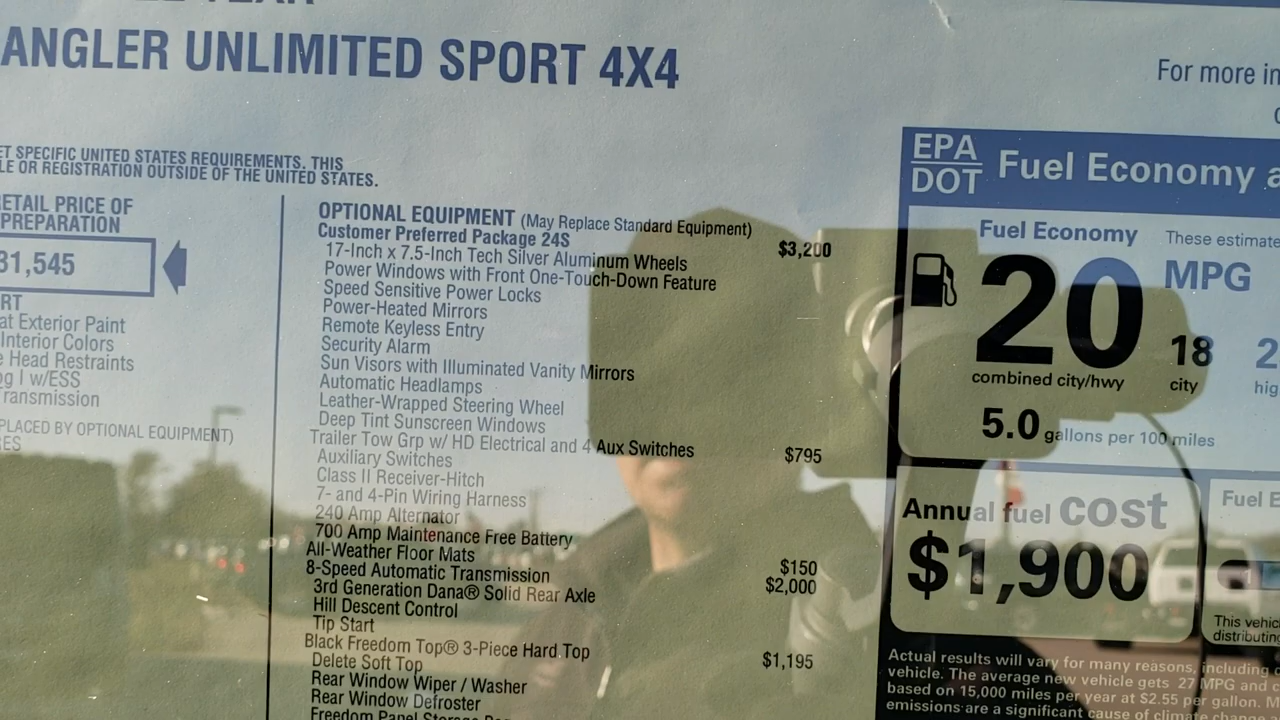 ANGLER UNLIMITED SPORT 4X4
For more in
ET SPECIFIC UNITED STATES REQUIREMENTS. THIS
LE OR REGISTRATION OUTSIDE OF THE UNITED STATES.
ETAIL PRICE OF
PREPARATION
31,545
RT
at Exterior Paint
Interior Colors
e Head Restraints
og I w/ESS
Transmission
PLACED BY OPTIONAL EQUIPMENT)
RES
OPTIONAL EQUIPMENT (May Replace Standard Equipment)
Customer Preferred Package 24S $3,200
17-Inch x 7.5-Inch Tech Silver Aluminum Wheels
Power Windows with Front One-Touch-Down Feature
Speed Sensitive Power Locks
Power-Heated Mirrors
Remote Keyless Entry
Security Alarm
Sun Visors with Illuminated Vanity Mirrors
Automatic Headlamps
Leather-Wrapped Steering Wheel
Deep Tint Sunscreen Windows
Trailer Tow Grp w/ HD Electrical and 4 Aux Switches $795
Auxiliary Switches
Class II Receiver-Hitch
7- and 4-Pin Wiring Harness
240 Amp Alternator
700 Amp Maintenance Free Battery
All-Weather Floor Mats $150
8-Speed Automatic Transmission $2,000
3rd Generation Dana® Solid Rear Axle
Hill Descent Control
Tip Start
Black Freedom Top® 3-Piece Hard Top $1,195
Delete Soft Top
Rear Window Wiper / Washer
Rear Window Defroster
Freedom Panel Storage
EPA
DOT
Fuel Economy a
Fuel Economy
These estimate
20 MPG
combined city/hwy
18
city
2
hig
5.0 gallons per 100 miles
Annual fuel cost
$1,900
Fuel E
1
This vehic
distributing
Actual results will vary for many reasons, including
vehicle. The average new vehicle gets 27 MPG and c
based on 15,000 miles per year at $2.55 per gallon. M
emissions are a significant cause of climate change